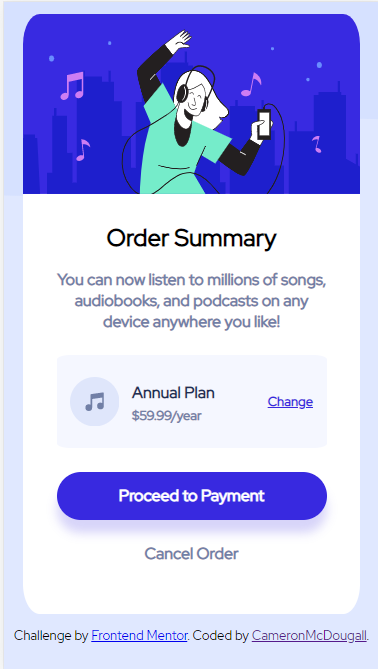 Order Summary
You can now listen to millions of songs,
audiobooks, and podcasts on any
device anywhere you like!
Annual Plan
$59.99/year
Change
Proceed to Payment
Cancel Order
Challenge by Frontend Mentor. Coded by CameronMcDougall.